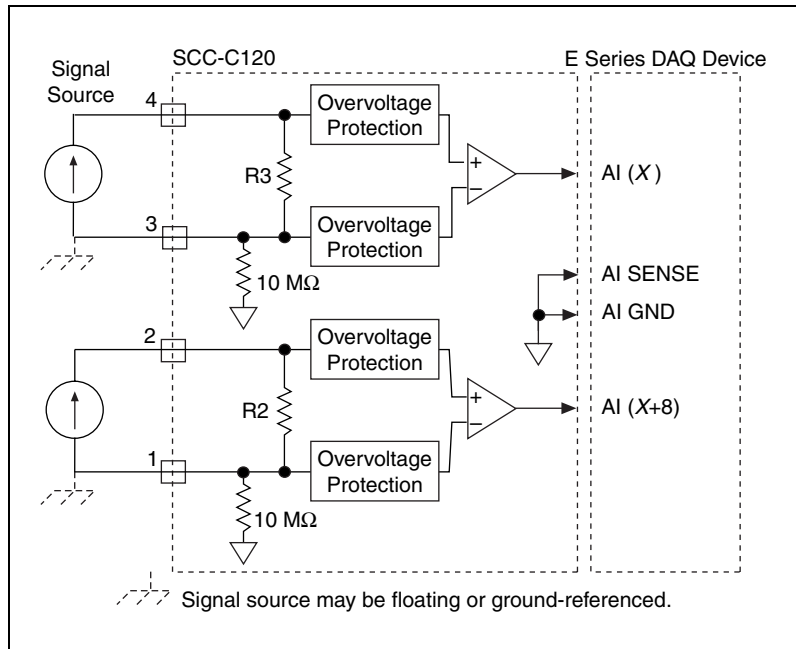 SCC-C120
E Series DAQ Device
Signal
Source
4
Overvoltage
Protection
+
−
R3
AI (X )
3
Overvoltage
Protection
10 MΩ
AI SENSE
AI GND
2
Overvoltage
Protection
+
−
R2
AI (X+8)
1
Overvoltage
Protection
10 MΩ
Signal source may be floating or ground-referenced.